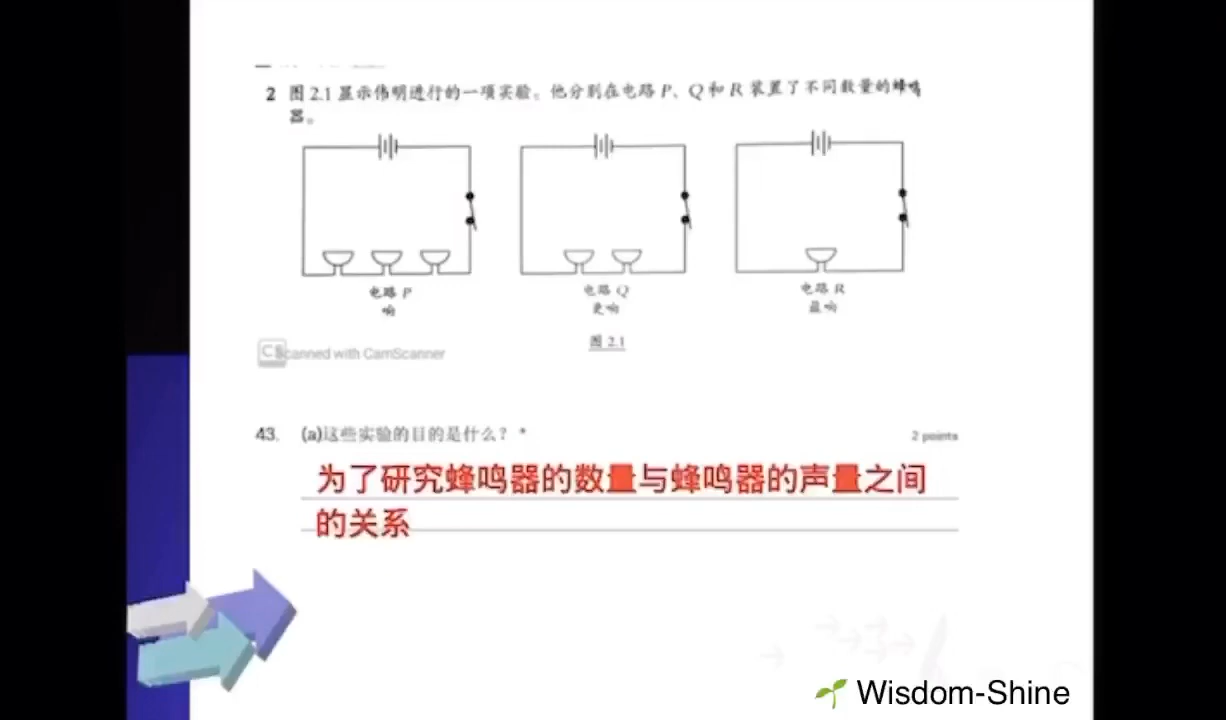 2 图 2.1 显示伟明进行的一项实验。他分别在电路 P、Q 和 R 装置了不同数量的蜂鸣
器。
电路 P
响
电路 Q
更响
电路 R
最响
图 2.1
CS canned with CamScanner
43. (a)这些实验的目的是什么？ *
2 points
为了研究蜂鸣器的数量与蜂鸣器的声量之间
的关系
Wisdom-Shine